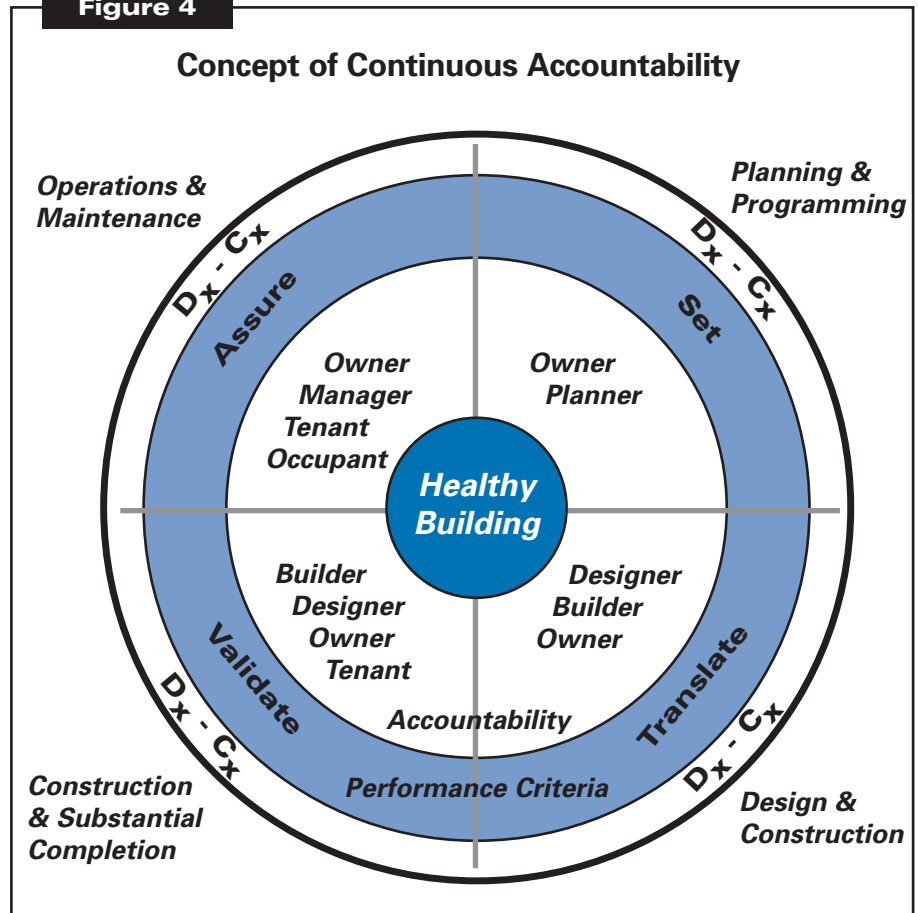 Figure 4
Concept of Continuous Accountability
Operations &
Maintenance
Planning &
Programming
Dx - Cx
Dx - Cx
Assure
Set
Owner
Manager
Tenant
Occupant
Owner
Planner
Healthy
Building
Builder
Designer
Owner
Tenant
Designer
Builder
Owner
Validate
Translate
Accountability
Performance Criteria
Dx - Cx
Dx - Cx
Construction
& Substantial
Completion
Design &
Construction